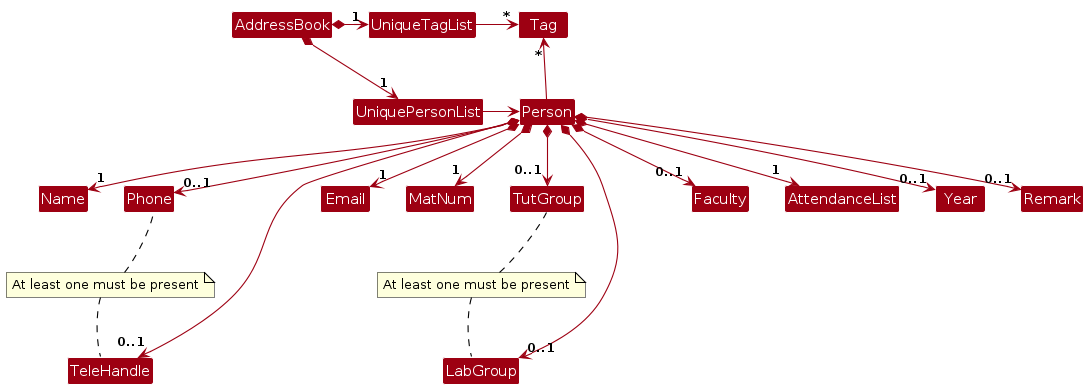 AddressBook
1
UniqueTagList
*
Tag
*
1
UniquePersonList
Person
1
0..1
1
1
0..1
0..1
1
0..1
0..1
Name
Phone
Email
MatNum
TutGroup
Faculty
AttendanceList
Year
Remark
At least one must be present
At least one must be present
0..1
0..1
TeleHandle
LabGroup